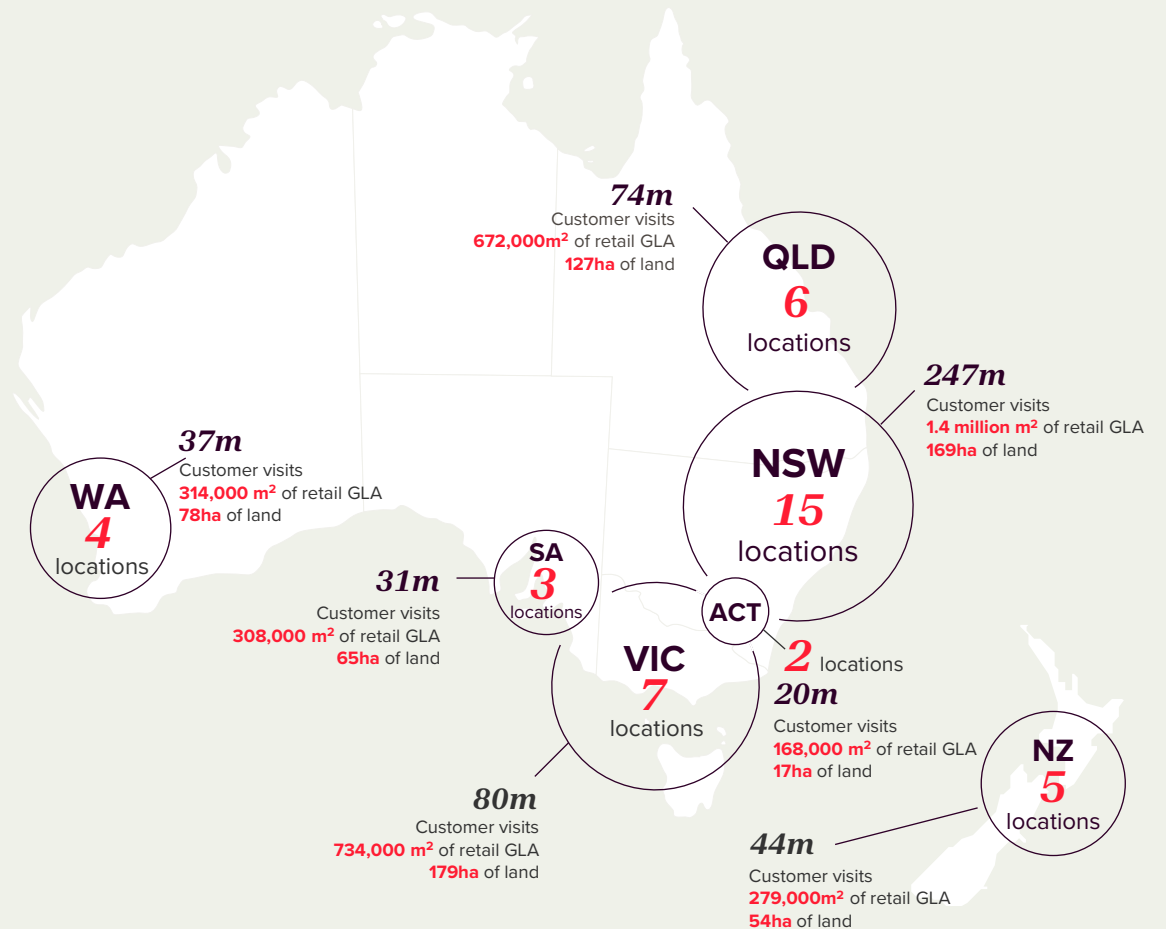 74m
Customer visits
672,000m² of retail GLA
127ha of land
QLD
6
locations
247m
Customer visits
1.4 million m² of retail GLA
169ha of land
NSW
15
locations
37m
Customer visits
314,000 m² of retail GLA
78ha of land
WA
4
locations
SA
3
locations
31m
Customer visits
308,000 m² of retail GLA
65ha of land
ACT
2 locations
20m
Customer visits
168,000 m² of retail GLA
17ha of land
VIC
7
locations
80m
Customer visits
734,000 m² of retail GLA
179ha of land
NZ
5
locations
44m
Customer visits
279,000m² of retail GLA
54ha of land